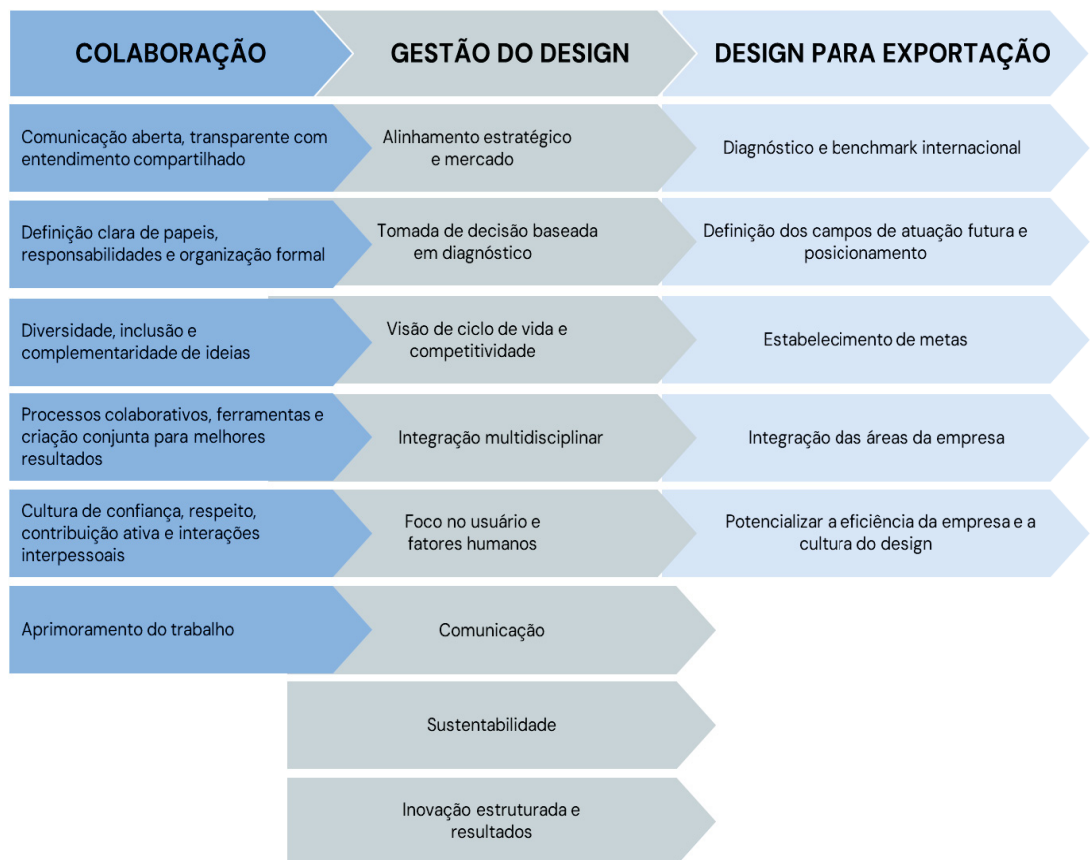 COLABORAÇÃO
GESTÃO DO DESIGN
DESIGN PARA EXPORTAÇÃO
Comunicação aberta, transparente com
entendimento compartilhado
Alinhamento estratégico
e mercado
Diagnóstico e benchmark internacional
Definição clara de papeis,
responsabilidades e organização formal
Tomada de decisão baseada
em diagnóstico
Definição dos campos de atuação futura e
posicionamento
Diversidade, inclusão e
complementaridade de ideias
Visão de ciclo de vida e
competitividade
Estabelecimento de metas
Processos colaborativos, ferramentas e
criação conjunta para melhores
resultados
Integração multidisciplinar
Integração das áreas da empresa
Cultura de confiança, respeito,
contribuição ativa e interações
interpessoais
Foco no usuário e
fatores humanos
Potencializar a eficiência da empresa e a
cultura do design
Aprimoramento do trabalho
Comunicação
Sustentabilidade
Inovação estruturada e
resultados